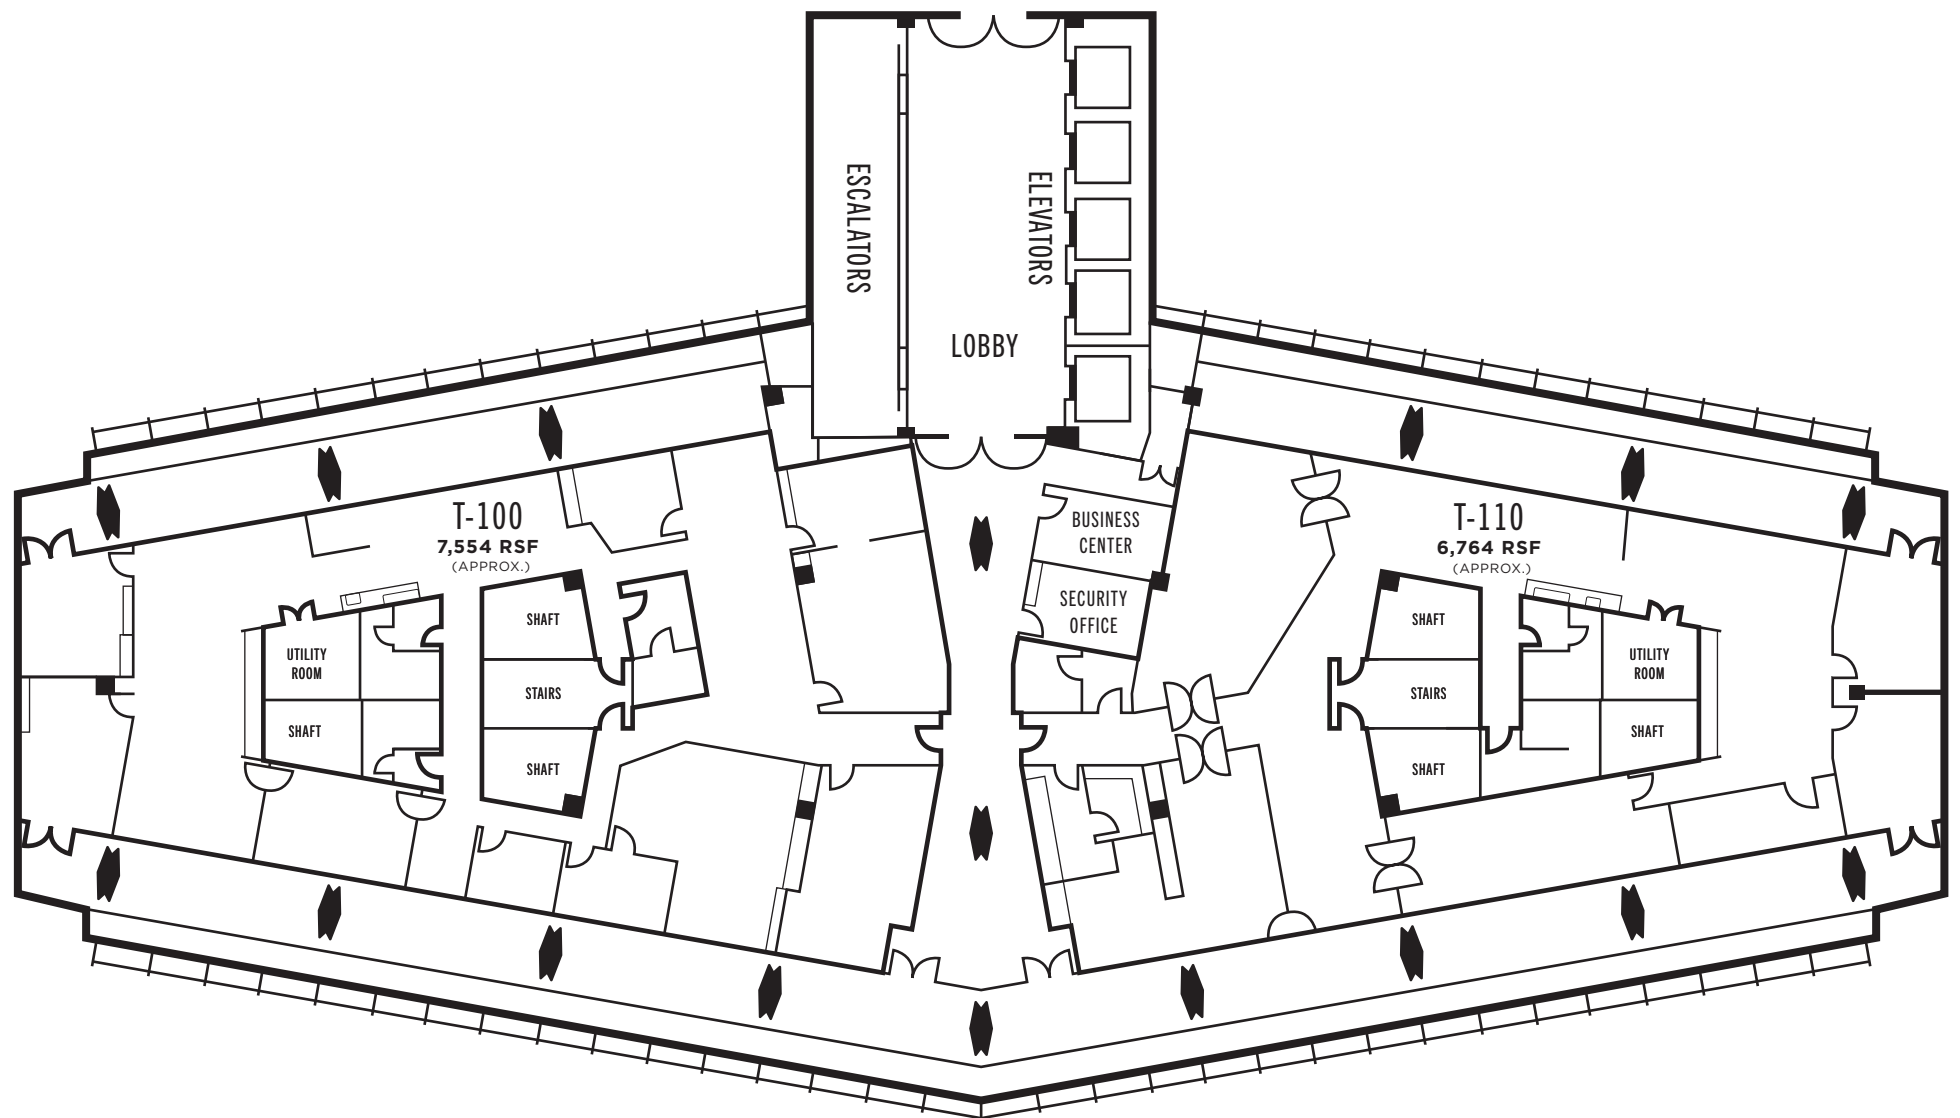 ESCALATORS
ELEVATORS
LOBBY
T-100
7,554 RSF
(APPROX.)
BUSINESS
CENTER
SECURITY
OFFICE
T-110
6,764 RSF
(APPROX.)
SHAFT
UTILITY
ROOM
STAIRS
SHAFT
SHAFT
SHAFT
UTILITY
ROOM
STAIRS
SHAFT
SHAFT